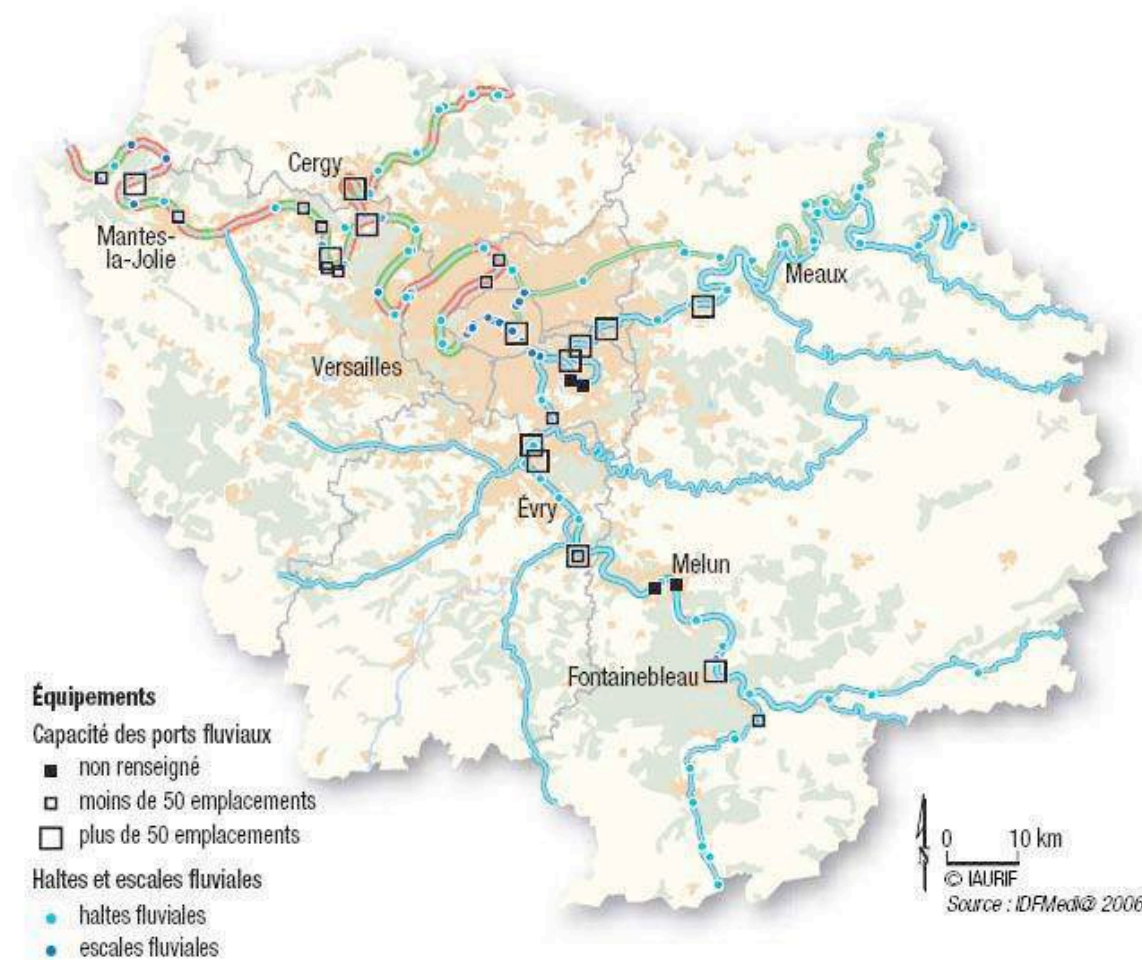 Cergy
Mantes-
la-Jolie
Meaux
Versailles
Évry
Melun
Fontainebleau
Équipements
Capacité des ports fluviaux
non renseigné
moins de 50 emplacements
plus de 50 emplacements
Haltes et escales fluviales
haltes fluviales
escales fluviales
0 10 km
© IAURIF
Source : IDFMedi@ 2006